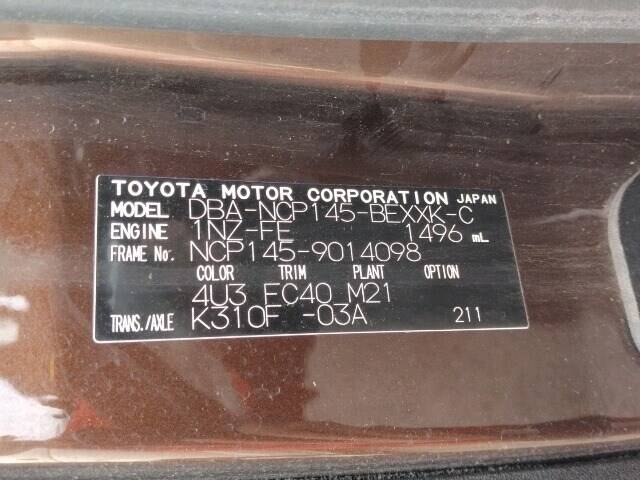 TOYOTA MOTOR CORPORATION JAPAN
MODEL DBA-NCP145-BEXXK-C
ENGINE 1NZ-FE 1496 mL
FRAME No. NCP145-9014098
COLOR TRIM PLANT OPTION
4U3 FC40 M21
TRANS./AXLE K310F -03A 211